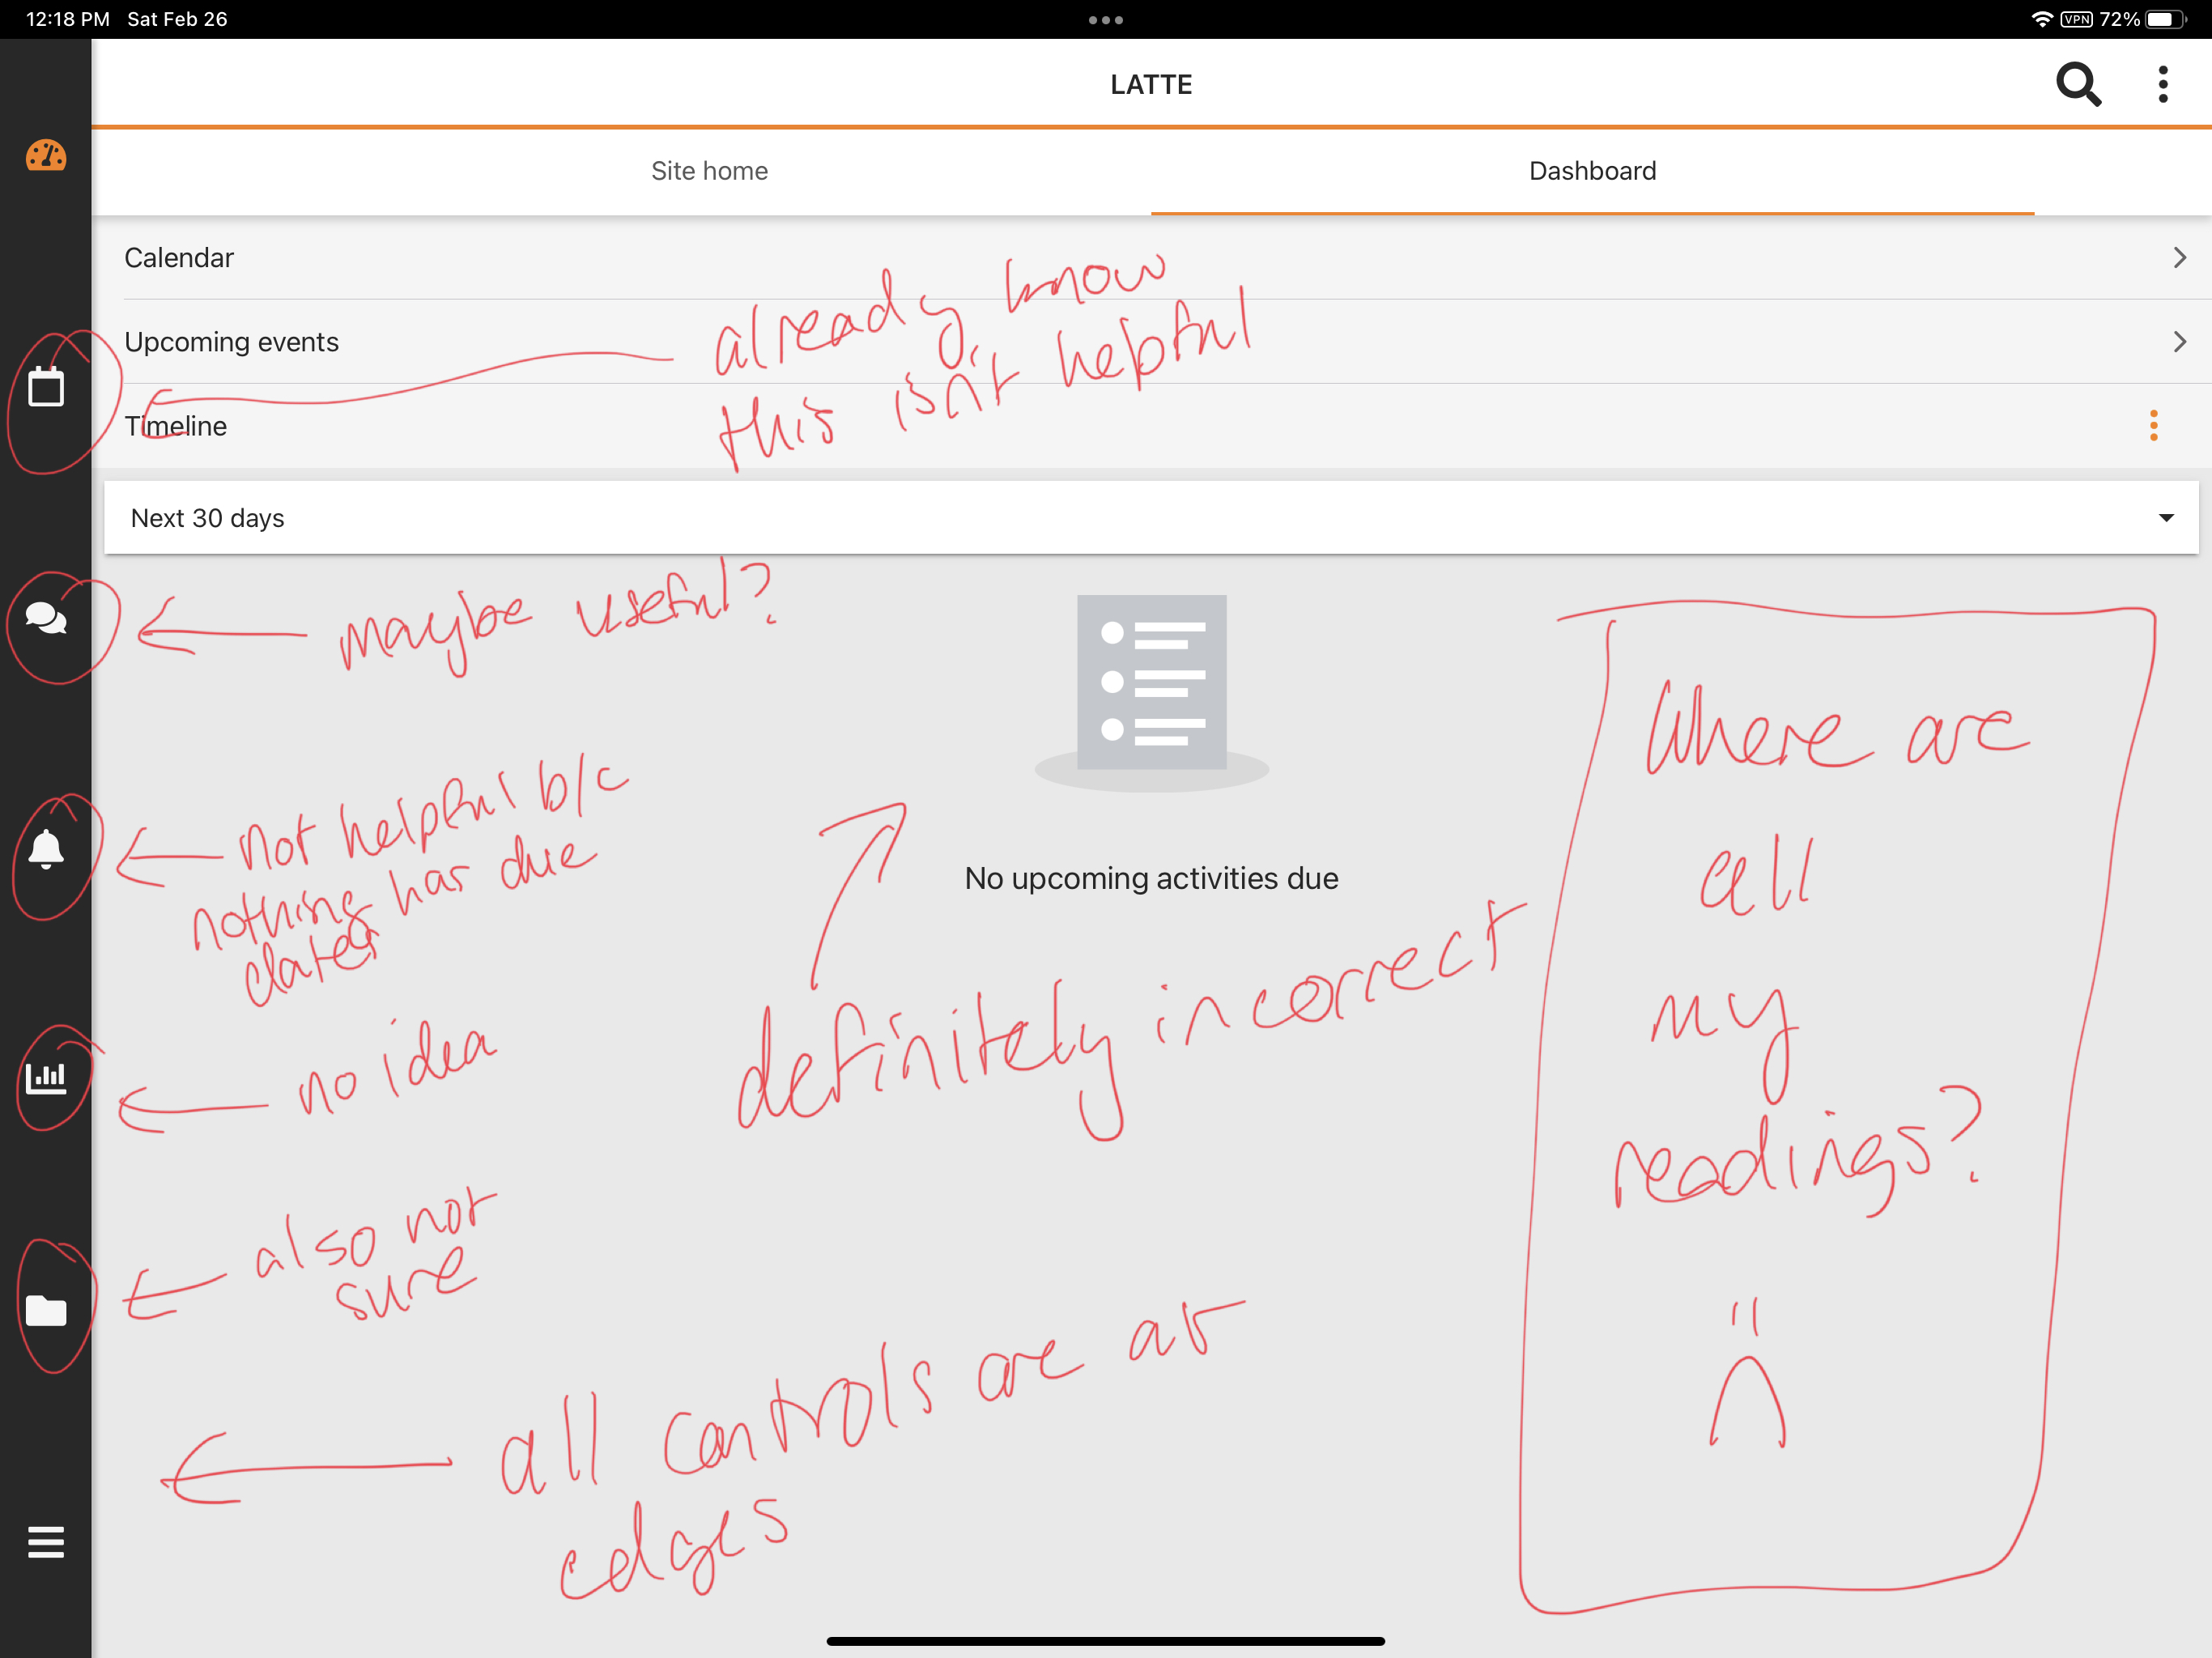 12:18 PM Sat Feb 26
VPN 72%
LATTE
Site home
Dashboard
Calendar
Upcoming events
Timeline
already know
this isn't helpful
Next 30 days
maybe useful?
not helpful b/c
nothing has due
dates
No upcoming activities due
definitely incorrect
no idea
also not
sure
all controls are at
edges
Where are
all
my
readings?